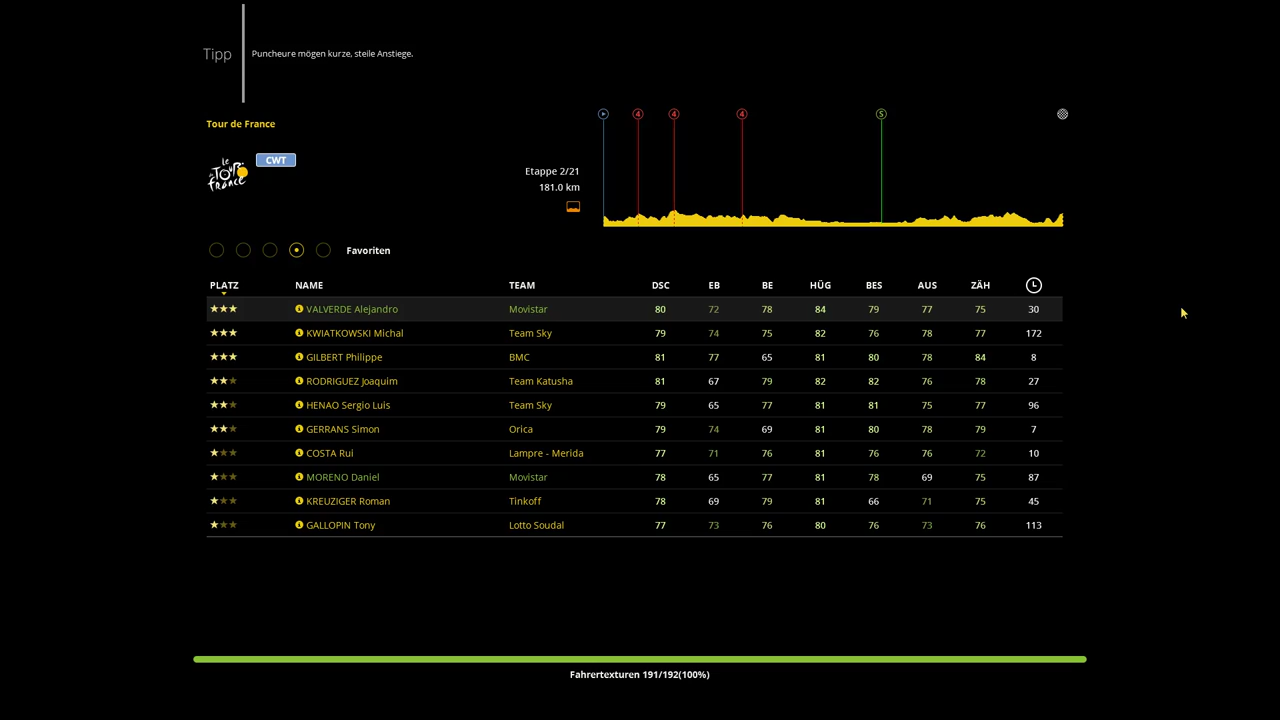 Tipp
Puncheure mögen kurze, steile Anstiege.
Tour de France
le Tour de France
CWT
Etappe 2/21
181.0 km
4 4 4 S
Favoriten
PLATZ NAME TEAM DSC EB BE HÜG BES AUS ZÄH
VALVERDE Alejandro Movistar 80 72 78 84 79 77 75 30
KWIATKOWSKI Michal Team Sky 79 74 75 82 76 78 77 172
GILBERT Philippe BMC 81 77 65 81 80 78 84 8
RODRIGUEZ Joaquim Team Katusha 81 67 79 82 82 76 78 27
HENAO Sergio Luis Team Sky 79 65 77 81 81 75 77 96
GERRANS Simon Orica 79 74 69 81 80 78 79 7
COSTA Rui Lampre - Merida 77 71 76 81 76 76 72 10
MORENO Daniel Movistar 78 65 77 81 78 69 75 87
KREUZIGER Roman Tinkoff 78 69 79 81 66 71 75 45
GALLOPIN Tony Lotto Soudal 77 73 76 80 76 73 76 113
Fahrertexturen 191/192(100%)